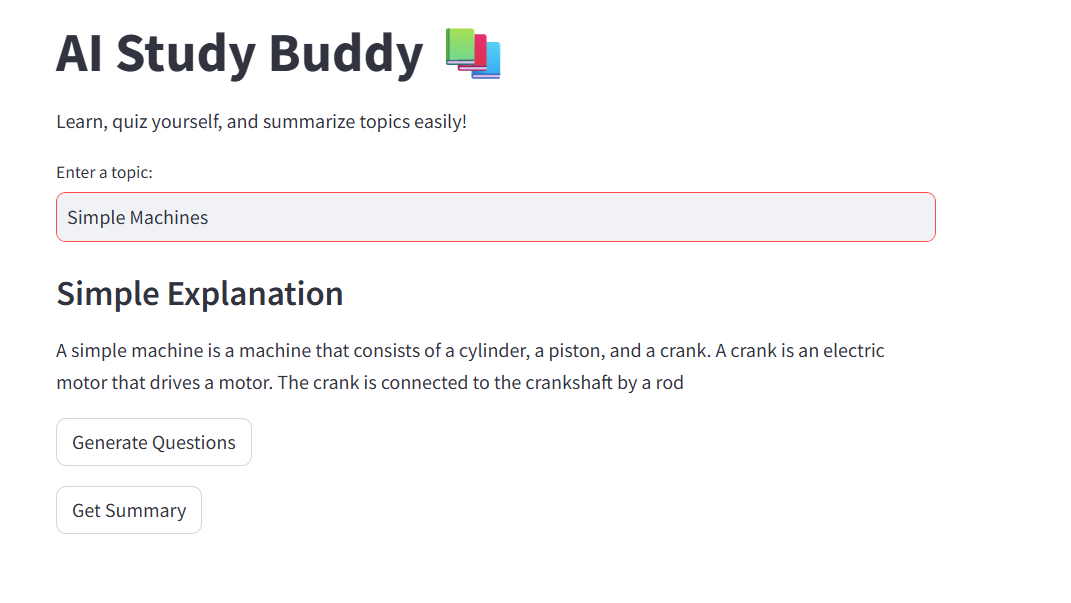 AI Study Buddy 📚
Learn, quiz yourself, and summarize topics easily!
Enter a topic:
Simple Machines
Simple Explanation
A simple machine is a machine that consists of a cylinder, a piston, and a crank. A crank is an electric
motor that drives a motor. The crank is connected to the crankshaft by a rod
Generate Questions
Get Summary